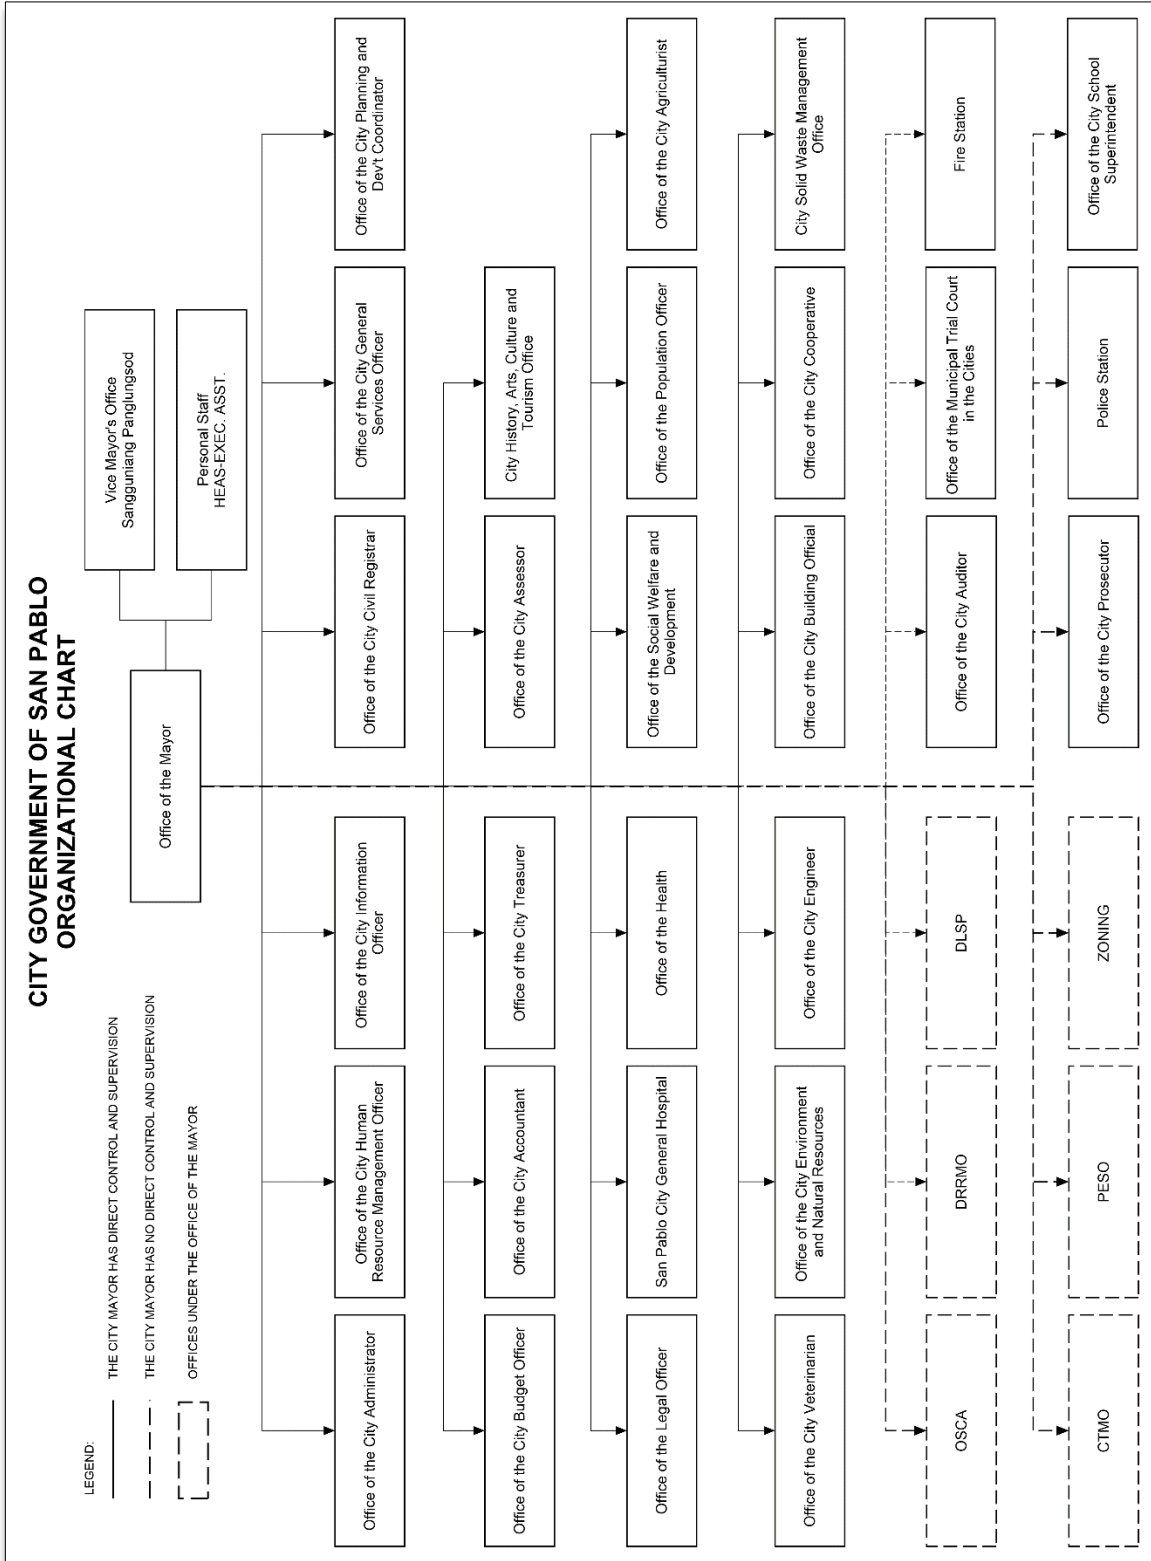 CITY GOVERNMENT OF SAN PABLO
ORGANIZATIONAL CHART
LEGEND:
THE CITY MAYOR HAS DIRECT CONTROL AND SUPERVISION
THE CITY MAYOR HAS NO DIRECT CONTROL AND SUPERVISION
OFFICES UNDER THE OFFICE OF THE MAYOR
Office of the Mayor
Vice Mayor's Office
Sangguniang Panglungsod
Personal Staff
HEAS-EXEC. ASST.
Office of the City Administrator
Office of the City Human
Resource Management Officer
Office of the City Information
Officer
Office of the City Civil Registrar
Office of the City General
Services Officer
Office of the City Planning and
Dev't Coordinator
Office of the City Budget Officer
Office of the City Accountant
Office of the City Treasurer
Office of the City Assessor
City History, Arts, Culture and
Tourism Office
Office of the Legal Officer
San Pablo City General Hospital
Office of the Health
Office of the Social Welfare and
Development
Office of the Population Officer
Office of the City Agriculturist
Office of the City Veterinarian
Office of the City Environment
and Natural Resources
Office of the City Engineer
Office of the City Building Official
Office of the City Cooperative
City Solid Waste Management
Office
OSCA
DRRMO
DLSP
Office of the City Auditor
Office of the Municipal Trial Court
in the Cities
Fire Station
CTMO
PESO
ZONING
Office of the City Prosecutor
Police Station
Office of the City School
Superintendent